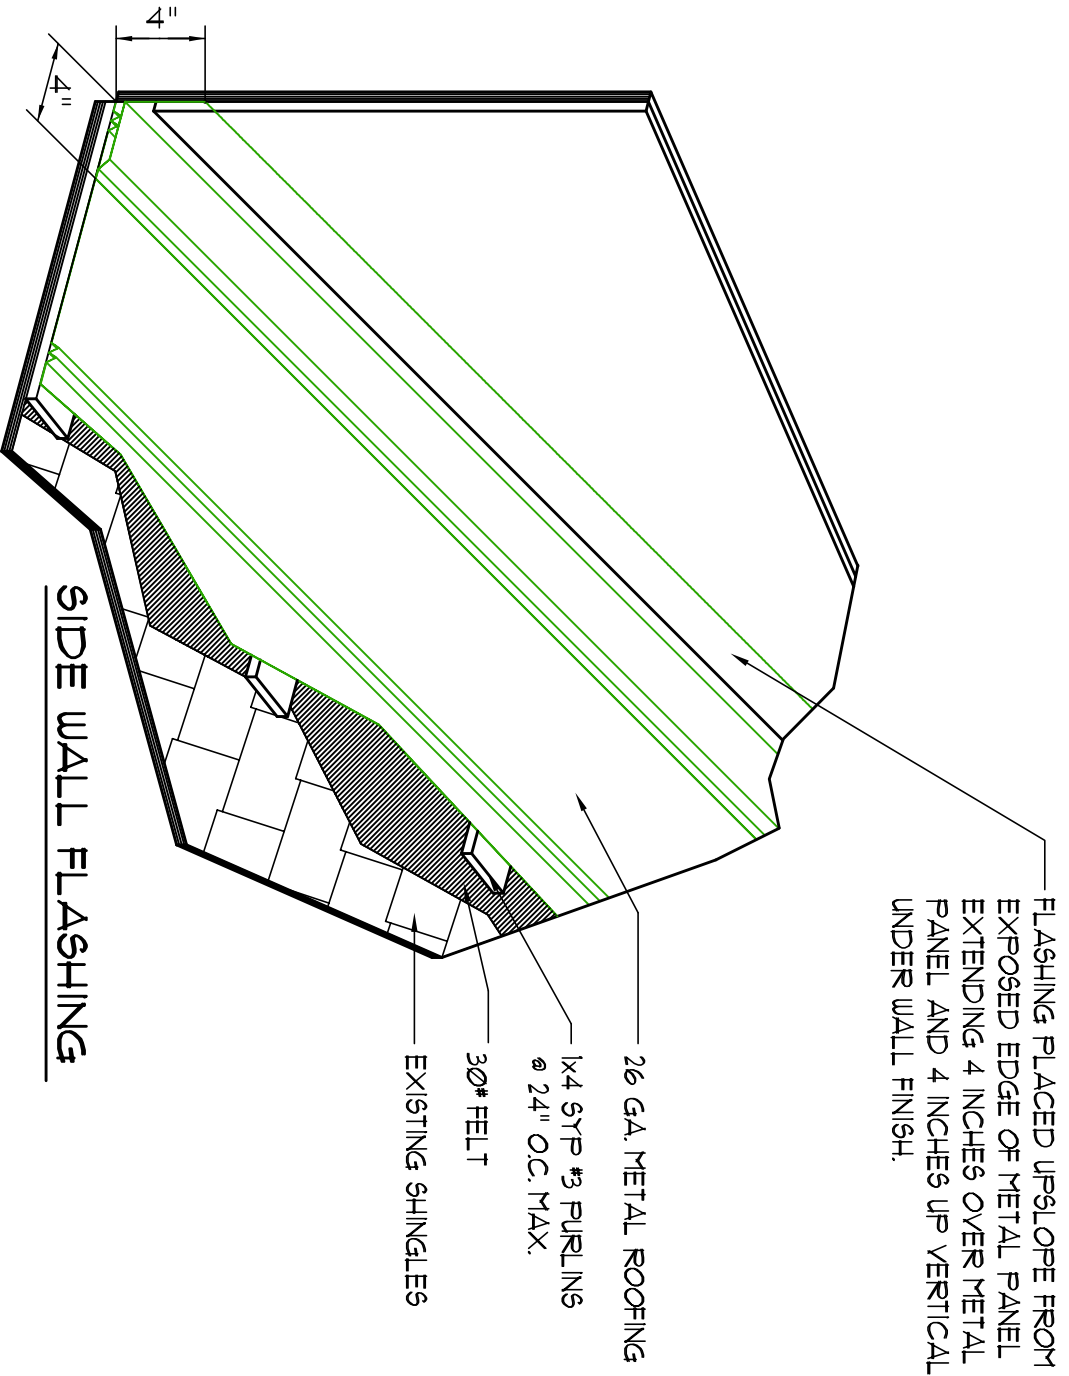 FLASHING PLACED UPSLOPE FROM
EXPOSED EDGE OF METAL PANEL
EXTENDING 4 INCHES OVER METAL
PANEL AND 4 INCHES UP VERTICAL
UNDER WALL FINISH.
26 GA. METAL ROOFING
1x4 SYP #3 PURLINS
@ 24" O.C. MAX.
30# FELT
EXISTING SHINGLES
4"
4"
SIDE WALL FLASHING